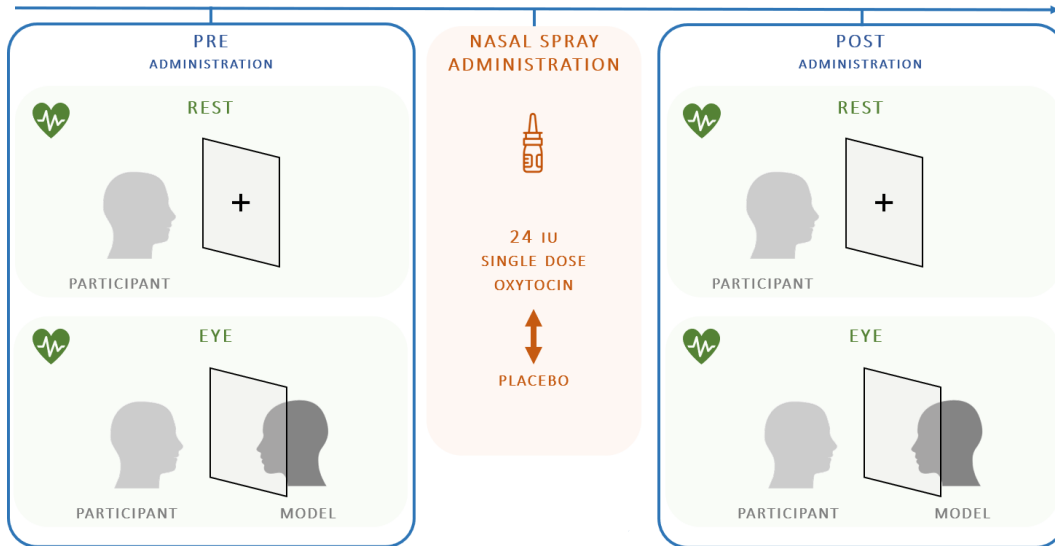 PRE
ADMINISTRATION
REST
+
PARTICIPANT
EYE
PARTICIPANT MODEL
NASAL SPRAY
ADMINISTRATION
24 IU
SINGLE DOSE
OXYTOCIN
PLACEBO
POST
ADMINISTRATION
REST
+
PARTICIPANT
EYE
PARTICIPANT MODEL